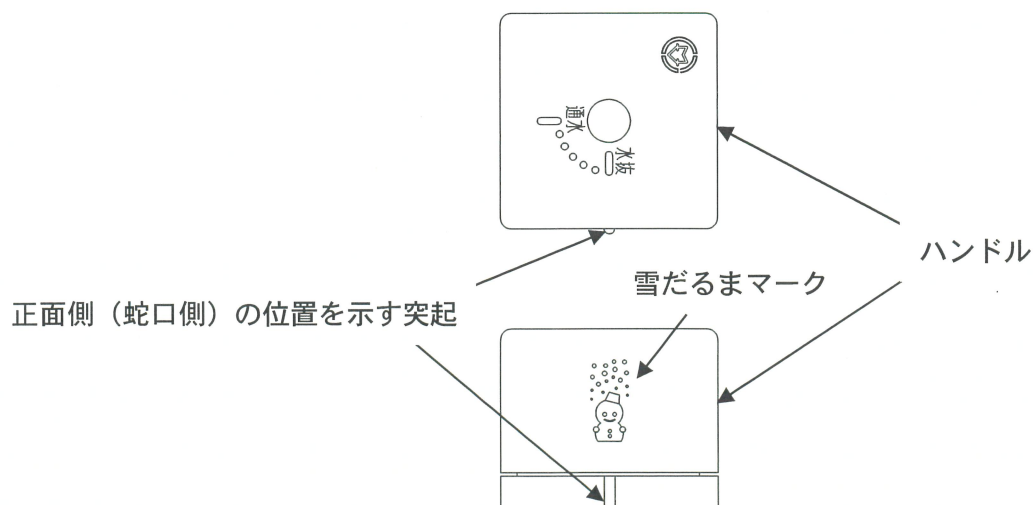 通水
水抜
ハンドル
雪だるまマーク
正面側（蛇口側）の位置を示す突起